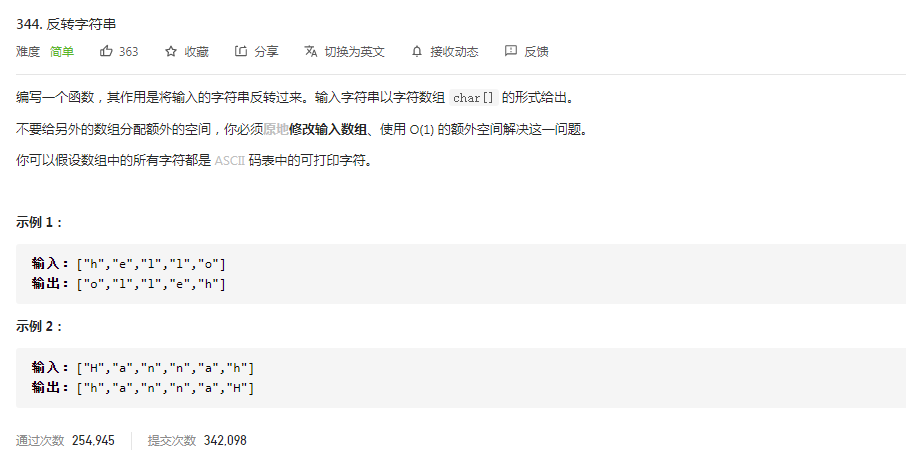 344. 反转字符串
难度 简单 363 收藏 分享 切换为英文 接收动态 反馈
编写一个函数，其作用是将输入的字符串反转过来。输入字符串以字符数组 char[] 的形式给出。
不要给另外的数组分配额外的空间，你必须原地修改输入数组、使用 O(1) 的额外空间解决这一问题。
你可以假设数组中的所有字符都是 ASCII 码表中的可打印字符。
示例 1：
输入：["h","e","l","l","o"]
输出：["o","l","l","e","h"]
示例 2：
输入：["H","a","n","n","a","h"]
输出：["h","a","n","n","a","H"]
通过次数 254,945 提交次数 342,098